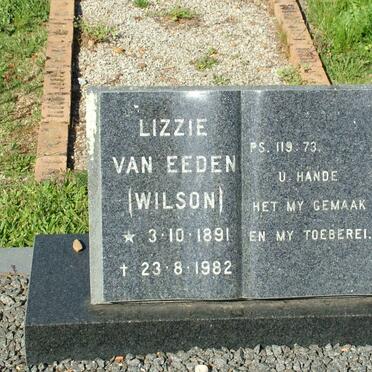 LIZZIE
VAN EEDEN
(WILSON)
★ 3·10·1891
† 23·8·1982
PS. 119:73.
U HANDE
HET MY GEMAAK
EN MY TOEBEREI.